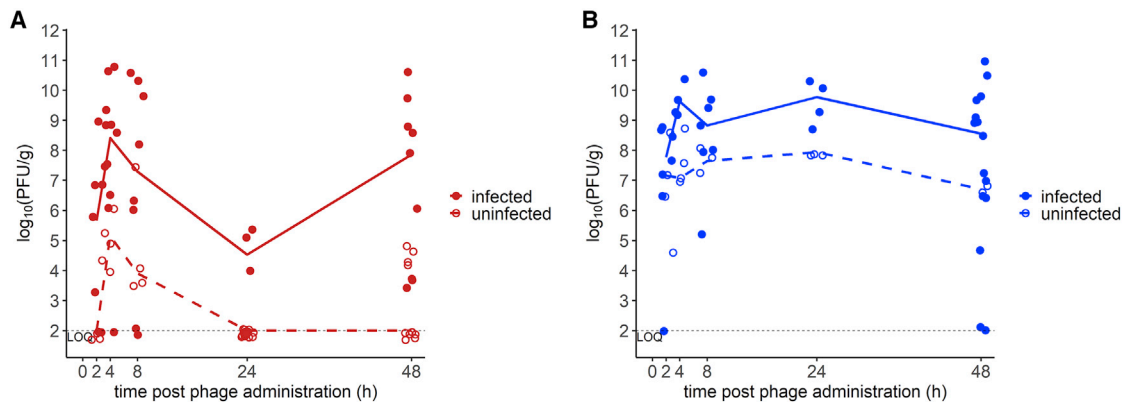 A
12
11
10
9
8
7
6
5
4
3
2
log10(PFU/g)
LOQ
0 2 4 8 24 48
time post phage administration (h)
infected
uninfected
B
12
11
10
9
8
7
6
5
4
3
2
log10(PFU/g)
LOQ
0 2 4 8 24 48
time post phage administration (h)
infected
uninfected